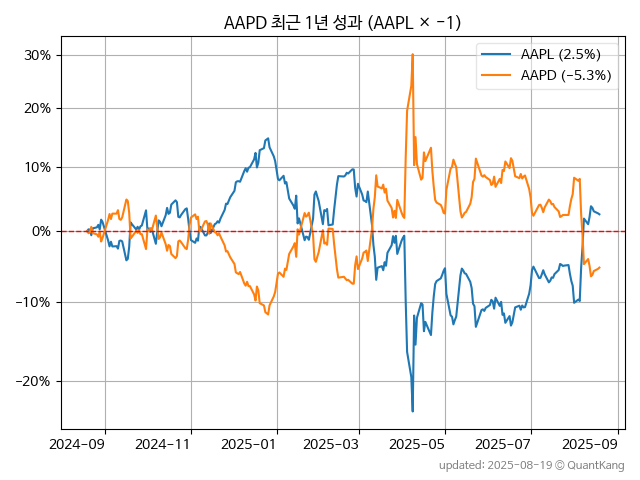 AAPD 최근 1년 성과 (AAPL × −1)
AAPL (2.5%)
AAPD (−5.3%)
30%
20%
10%
0%
−10%
−20%
2024-09 2024-11 2025-01 2025-03 2025-05 2025-07 2025-09
updated: 2025-08-19 © QuantKang